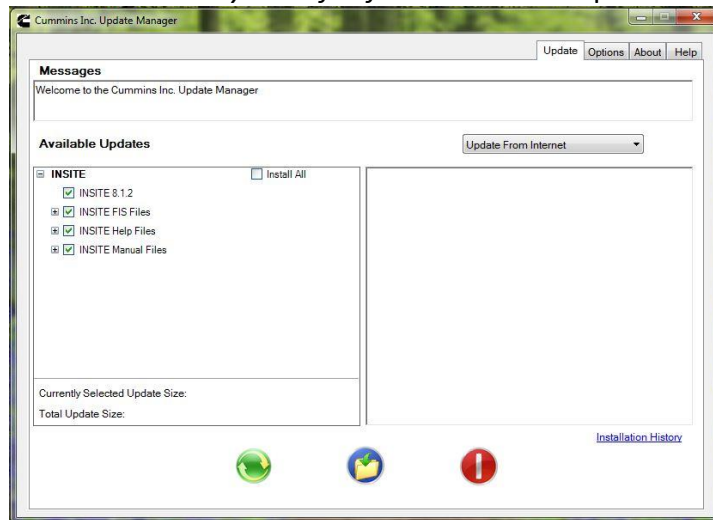 Cummins Inc. Update Manager
Update Options About Help
Messages
Welcome to the Cummins Inc. Update Manager
Available Updates
Update From Internet
INSITE Install All
INSITE 8.1.2
INSITE FIS Files
INSITE Help Files
INSITE Manual Files
Currently Selected Update Size:
Total Update Size:
Installation History